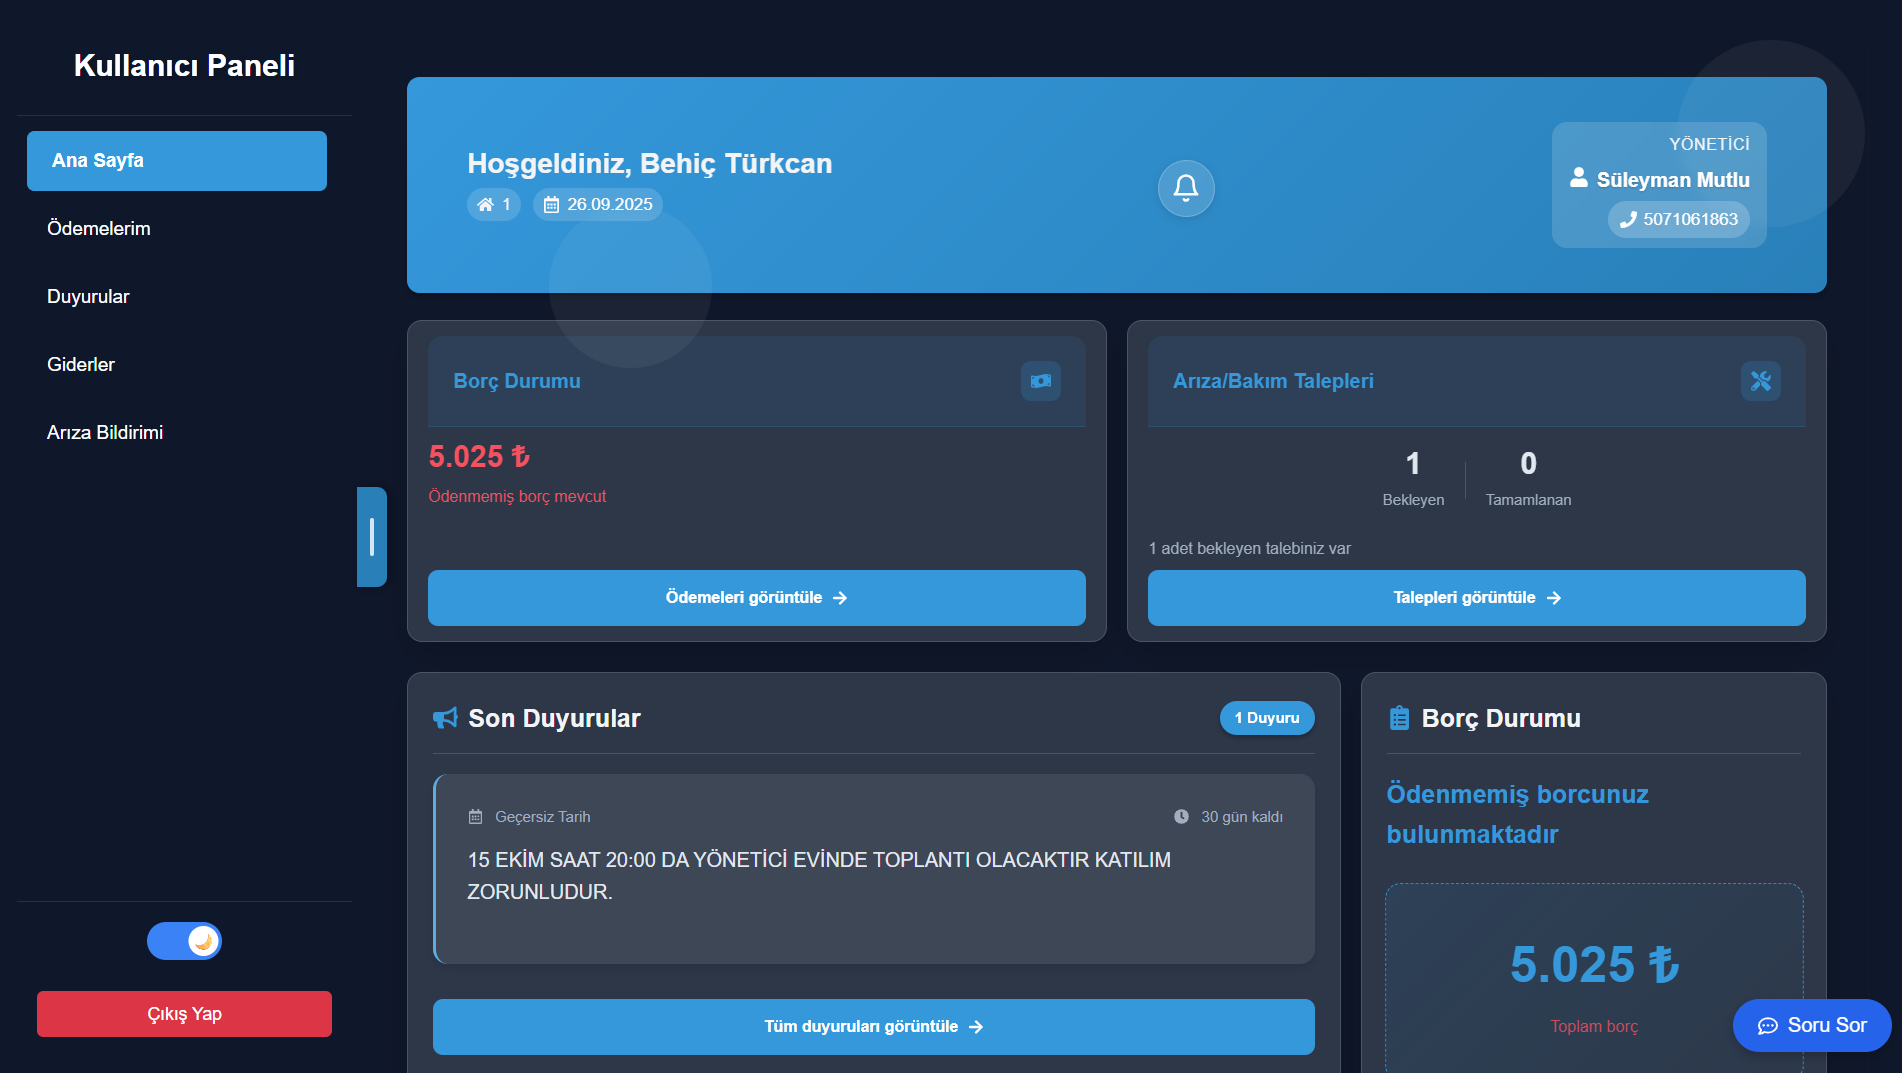 Kullanıcı Paneli
Ana Sayfa
Ödemelerim
Duyurular
Giderler
Arıza Bildirimi
Çıkış Yap
Hoşgeldiniz, Behiç Türkcan
1
26.09.2025
YÖNETİCİ
Süleyman Mutlu
5071061863
Borç Durumu
5.025 ₺
Ödenmemiş borç mevcut
Ödemeleri görüntüle
Arıza/Bakım Talepleri
1
Bekleyen
0
Tamamlanan
1 adet bekleyen talebiniz var
Talepleri görüntüle
Son Duyurular
1 Duyuru
Geçersiz Tarih
30 gün kaldı
15 EKİM SAAT 20:00 DA YÖNETİCİ EVİNDE TOPLANTI OLACAKTIR KATILIM
ZORUNLUDUR.
Tüm duyuruları görüntüle
Borç Durumu
Ödenmemiş borcunuz
bulunmaktadır
5.025 ₺
Toplam borç
Soru Sor